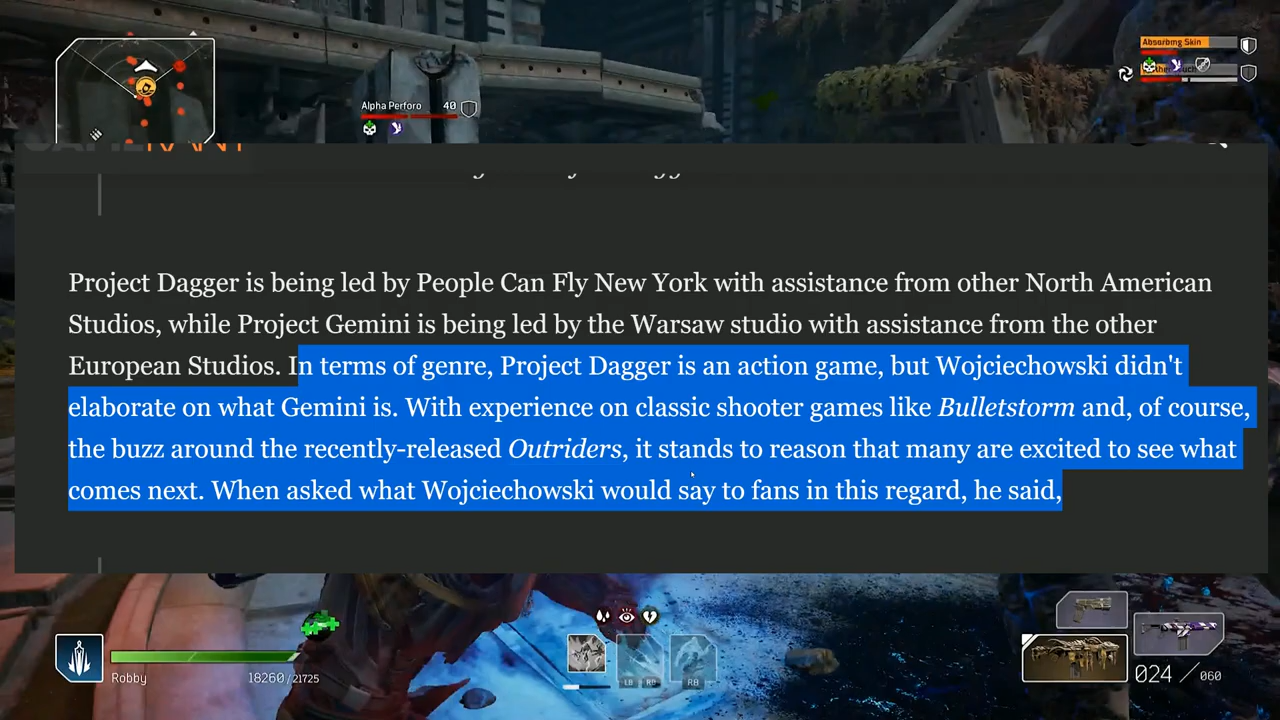 Absorbing Skin
Alpha Perforo 40
Project Dagger is being led by People Can Fly New York with assistance from other North American
Studios, while Project Gemini is being led by the Warsaw studio with assistance from the other
European Studios. In terms of genre, Project Dagger is an action game, but Wojciechowski didn't
elaborate on what Gemini is. With experience on classic shooter games like Bulletstorm and, of course,
the buzz around the recently-released Outriders, it stands to reason that many are excited to see what
comes next. When asked what Wojciechowski would say to fans in this regard, he said,
Robby 18260/21725
LB RB RB
024 / 060